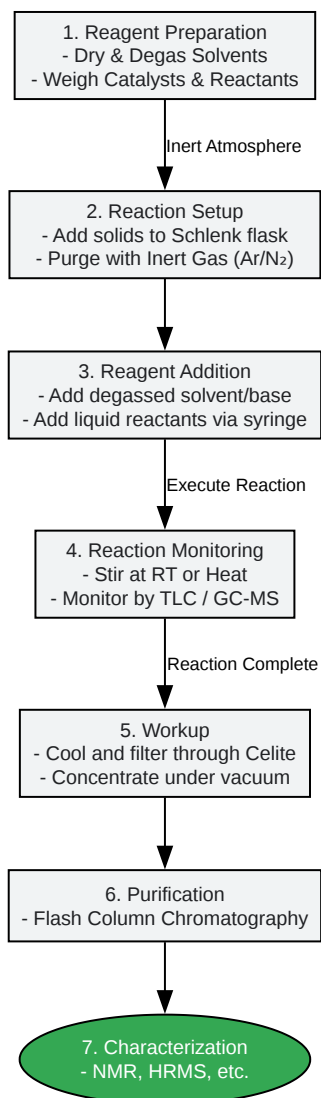 1. Reagent Preparation
- Dry & Degas Solvents
- Weigh Catalysts & Reactants
Inert Atmosphere
2. Reaction Setup
- Add solids to Schlenk flask
- Purge with Inert Gas (Ar/N₂)
3. Reagent Addition
- Add degassed solvent/base
- Add liquid reactants via syringe
Execute Reaction
4. Reaction Monitoring
- Stir at RT or Heat
- Monitor by TLC / GC-MS
Reaction Complete
5. Workup
- Cool and filter through Celite
- Concentrate under vacuum
6. Purification
- Flash Column Chromatography
7. Characterization
- NMR, HRMS, etc.